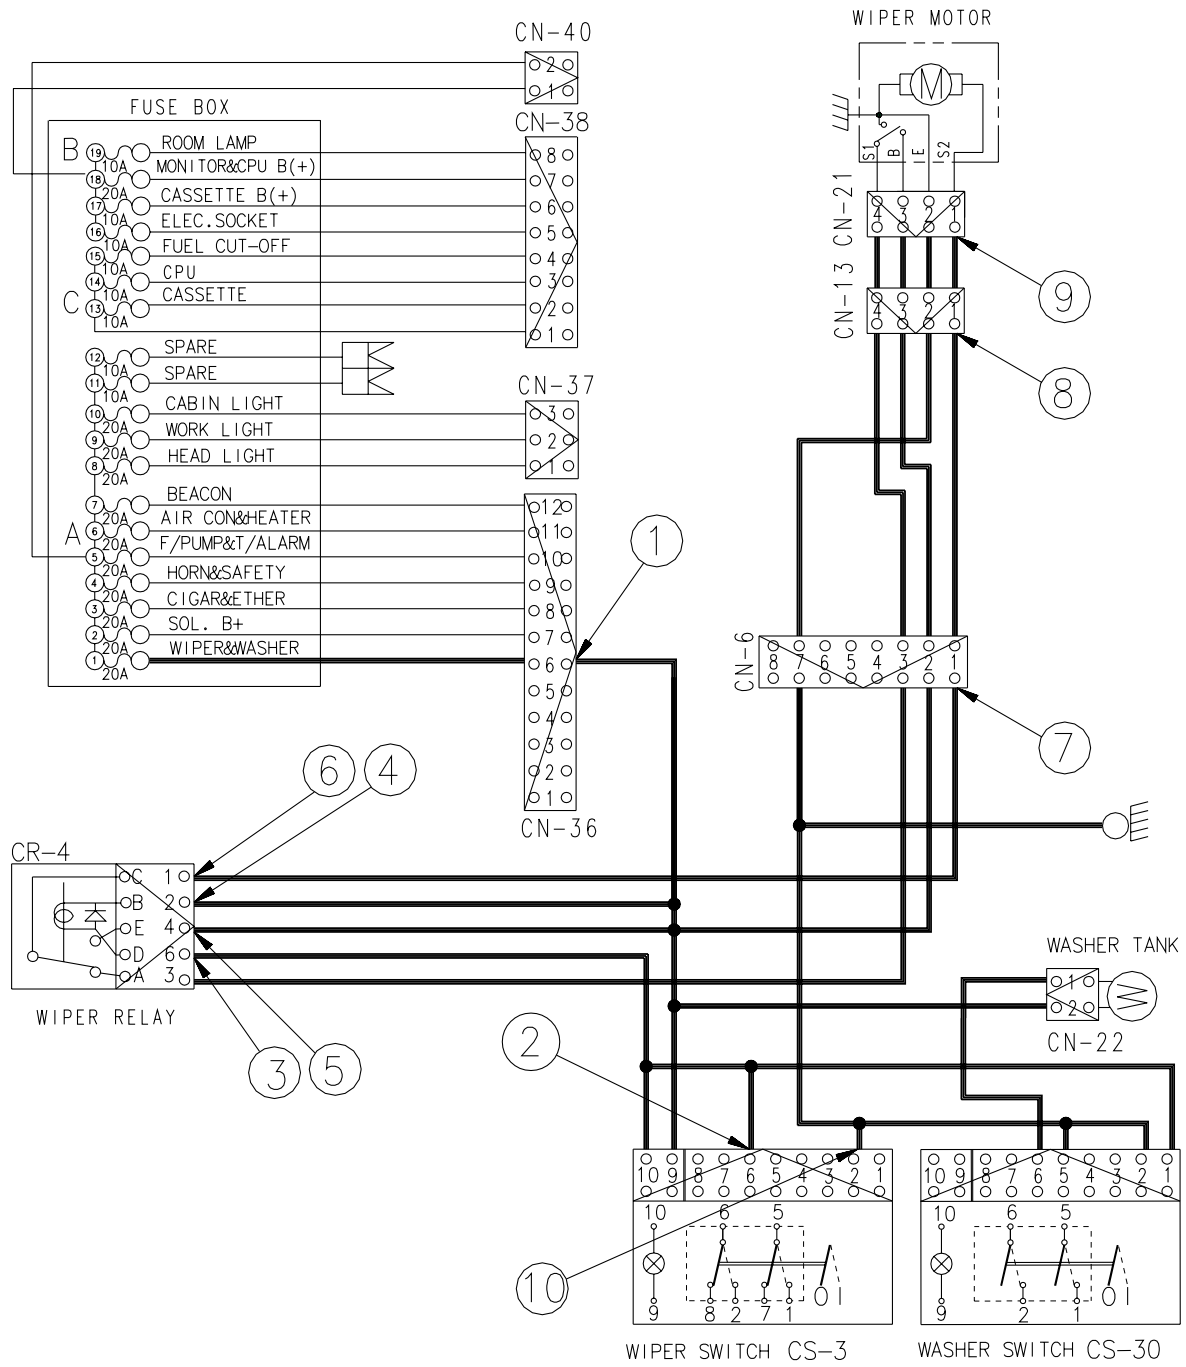 WIPER MOTOR
CN-40
2
1
M
S1 B E S2
FUSE BOX
CN-38
B
19 10A ROOM LAMP 8
18 20A MONITOR&CPU B(+) 7
17 10A CASSETTE B(+) 6
16 10A ELEC.SOCKET 5
15 10A FUEL CUT-OFF 4
14 10A CPU 3
C
13 10A CASSETTE 2
1
CN-21
4 3 2 1
9
CN-13
4 3 2 1
8
12 10A SPARE
11 10A SPARE
CN-37
10 20A CABIN LIGHT 3
9 20A WORK LIGHT 2
8 20A HEAD LIGHT 1
7 20A BEACON 12
A
6 20A AIR CON&HEATER 11
5 20A F/PUMP&T/ALARM 10
4 20A HORN&SAFETY 9
3 20A CIGAR&ETHER 8
2 20A SOL. B+ 7
1 20A WIPER&WASHER 6
5
4
3
2
1
CN-36
1
CN-6
8 7 6 5 4 3 2 1
7
6 4
CR-4
C 1
B 2
E 4
D 6
A 3
WIPER RELAY
3 5
WASHER TANK
1
2
M
CN-22
2
10 9 8 7 6 5 4 3 2 1
10 9 8 7 6 5 4 3 2 1
10 6 5
10 6 5
10
9 8 2 7 1 O I
9 2 1 O I
WIPER SWITCH CS-3
WASHER SWITCH CS-30